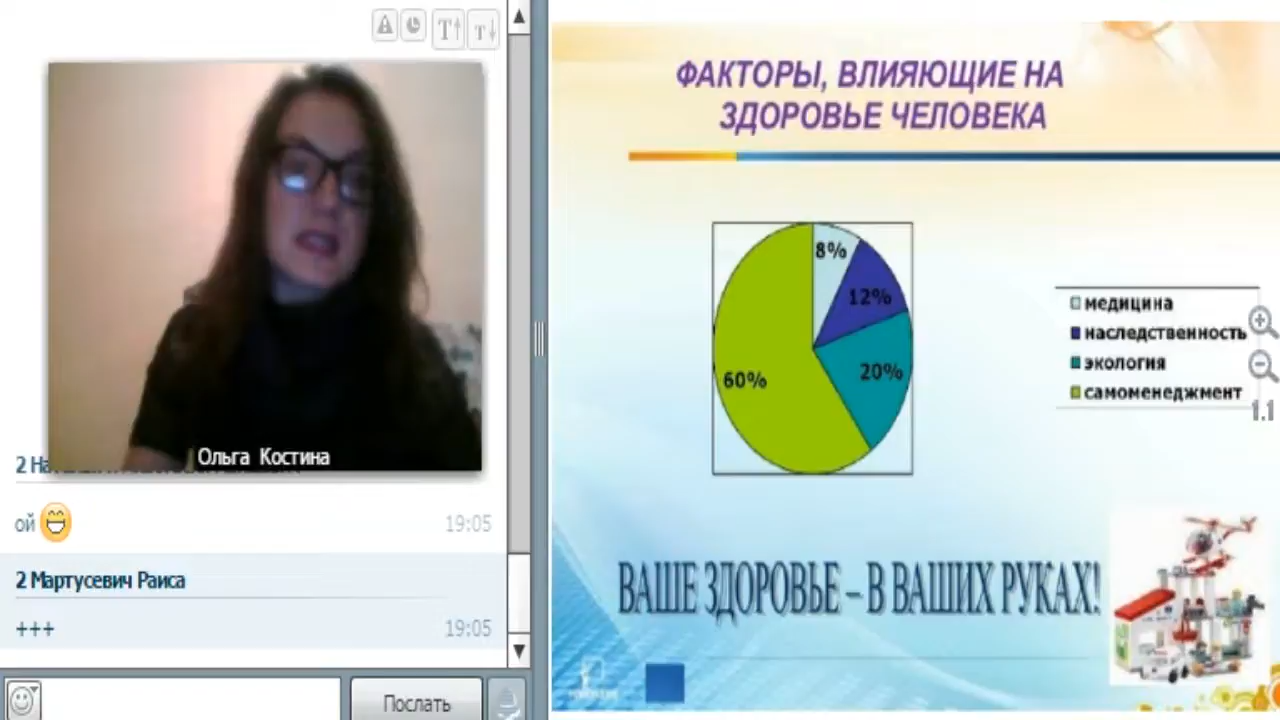 Ольга Костина
ой
19:05
2 Мартусевич Раиса
+++
19:05
Послать
ФАКТОРЫ, ВЛИЯЮЩИЕ НА
ЗДОРОВЬЕ ЧЕЛОВЕКА
8%
12%
20%
60%
медицина
наследственность
экология
самоменеджмент
1.1
ВАШЕ ЗДОРОВЬЕ – В ВАШИХ РУКАХ!